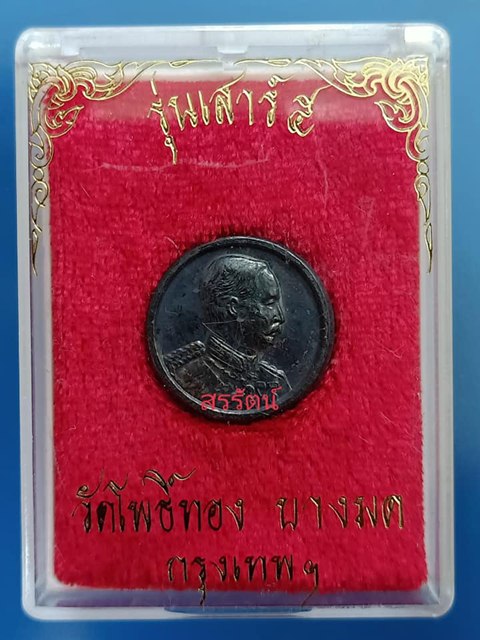 รุ่นเสาร์ ๕
สรรัตน์
วัดโพธิ์ทอง บางมด
กรุงเทพๆ